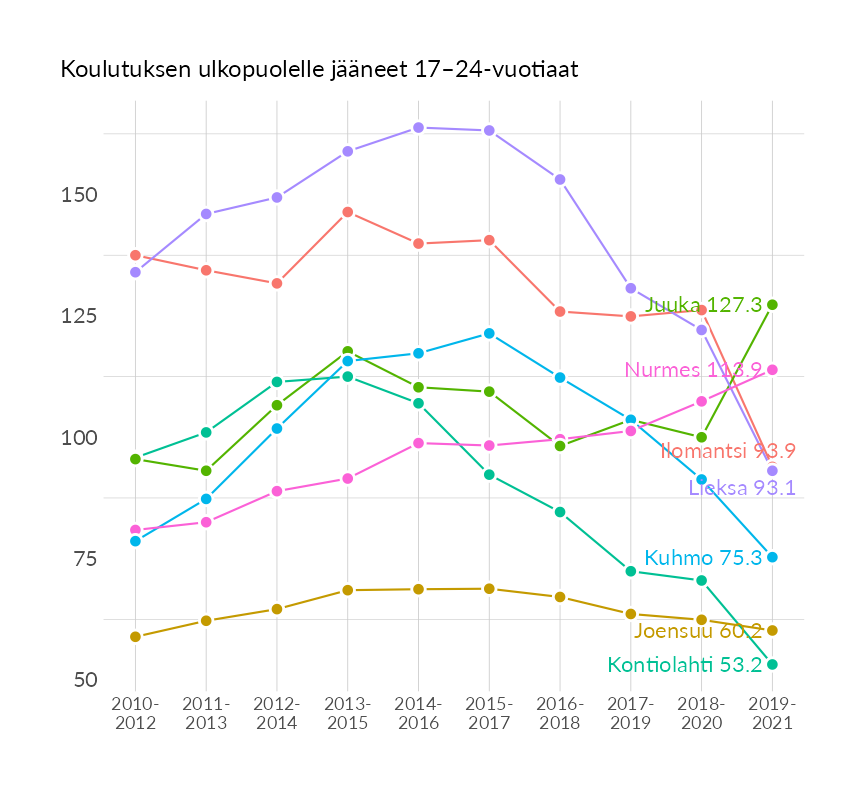 Koulutuksen ulkopuolelle jääneet 17–24-vuotiaat
150
125
100
75
50
Juuka 127.3
Nurmes 113.9
Ilomantsi 93.9
Lieksa 93.1
Kuhmo 75.3
Joensuu 60.2
Kontiolahti 53.2
2010- 2011- 2012- 2013- 2014- 2015- 2016- 2017- 2018- 2019-
2012 2013 2014 2015 2016 2017 2018 2019 2020 2021